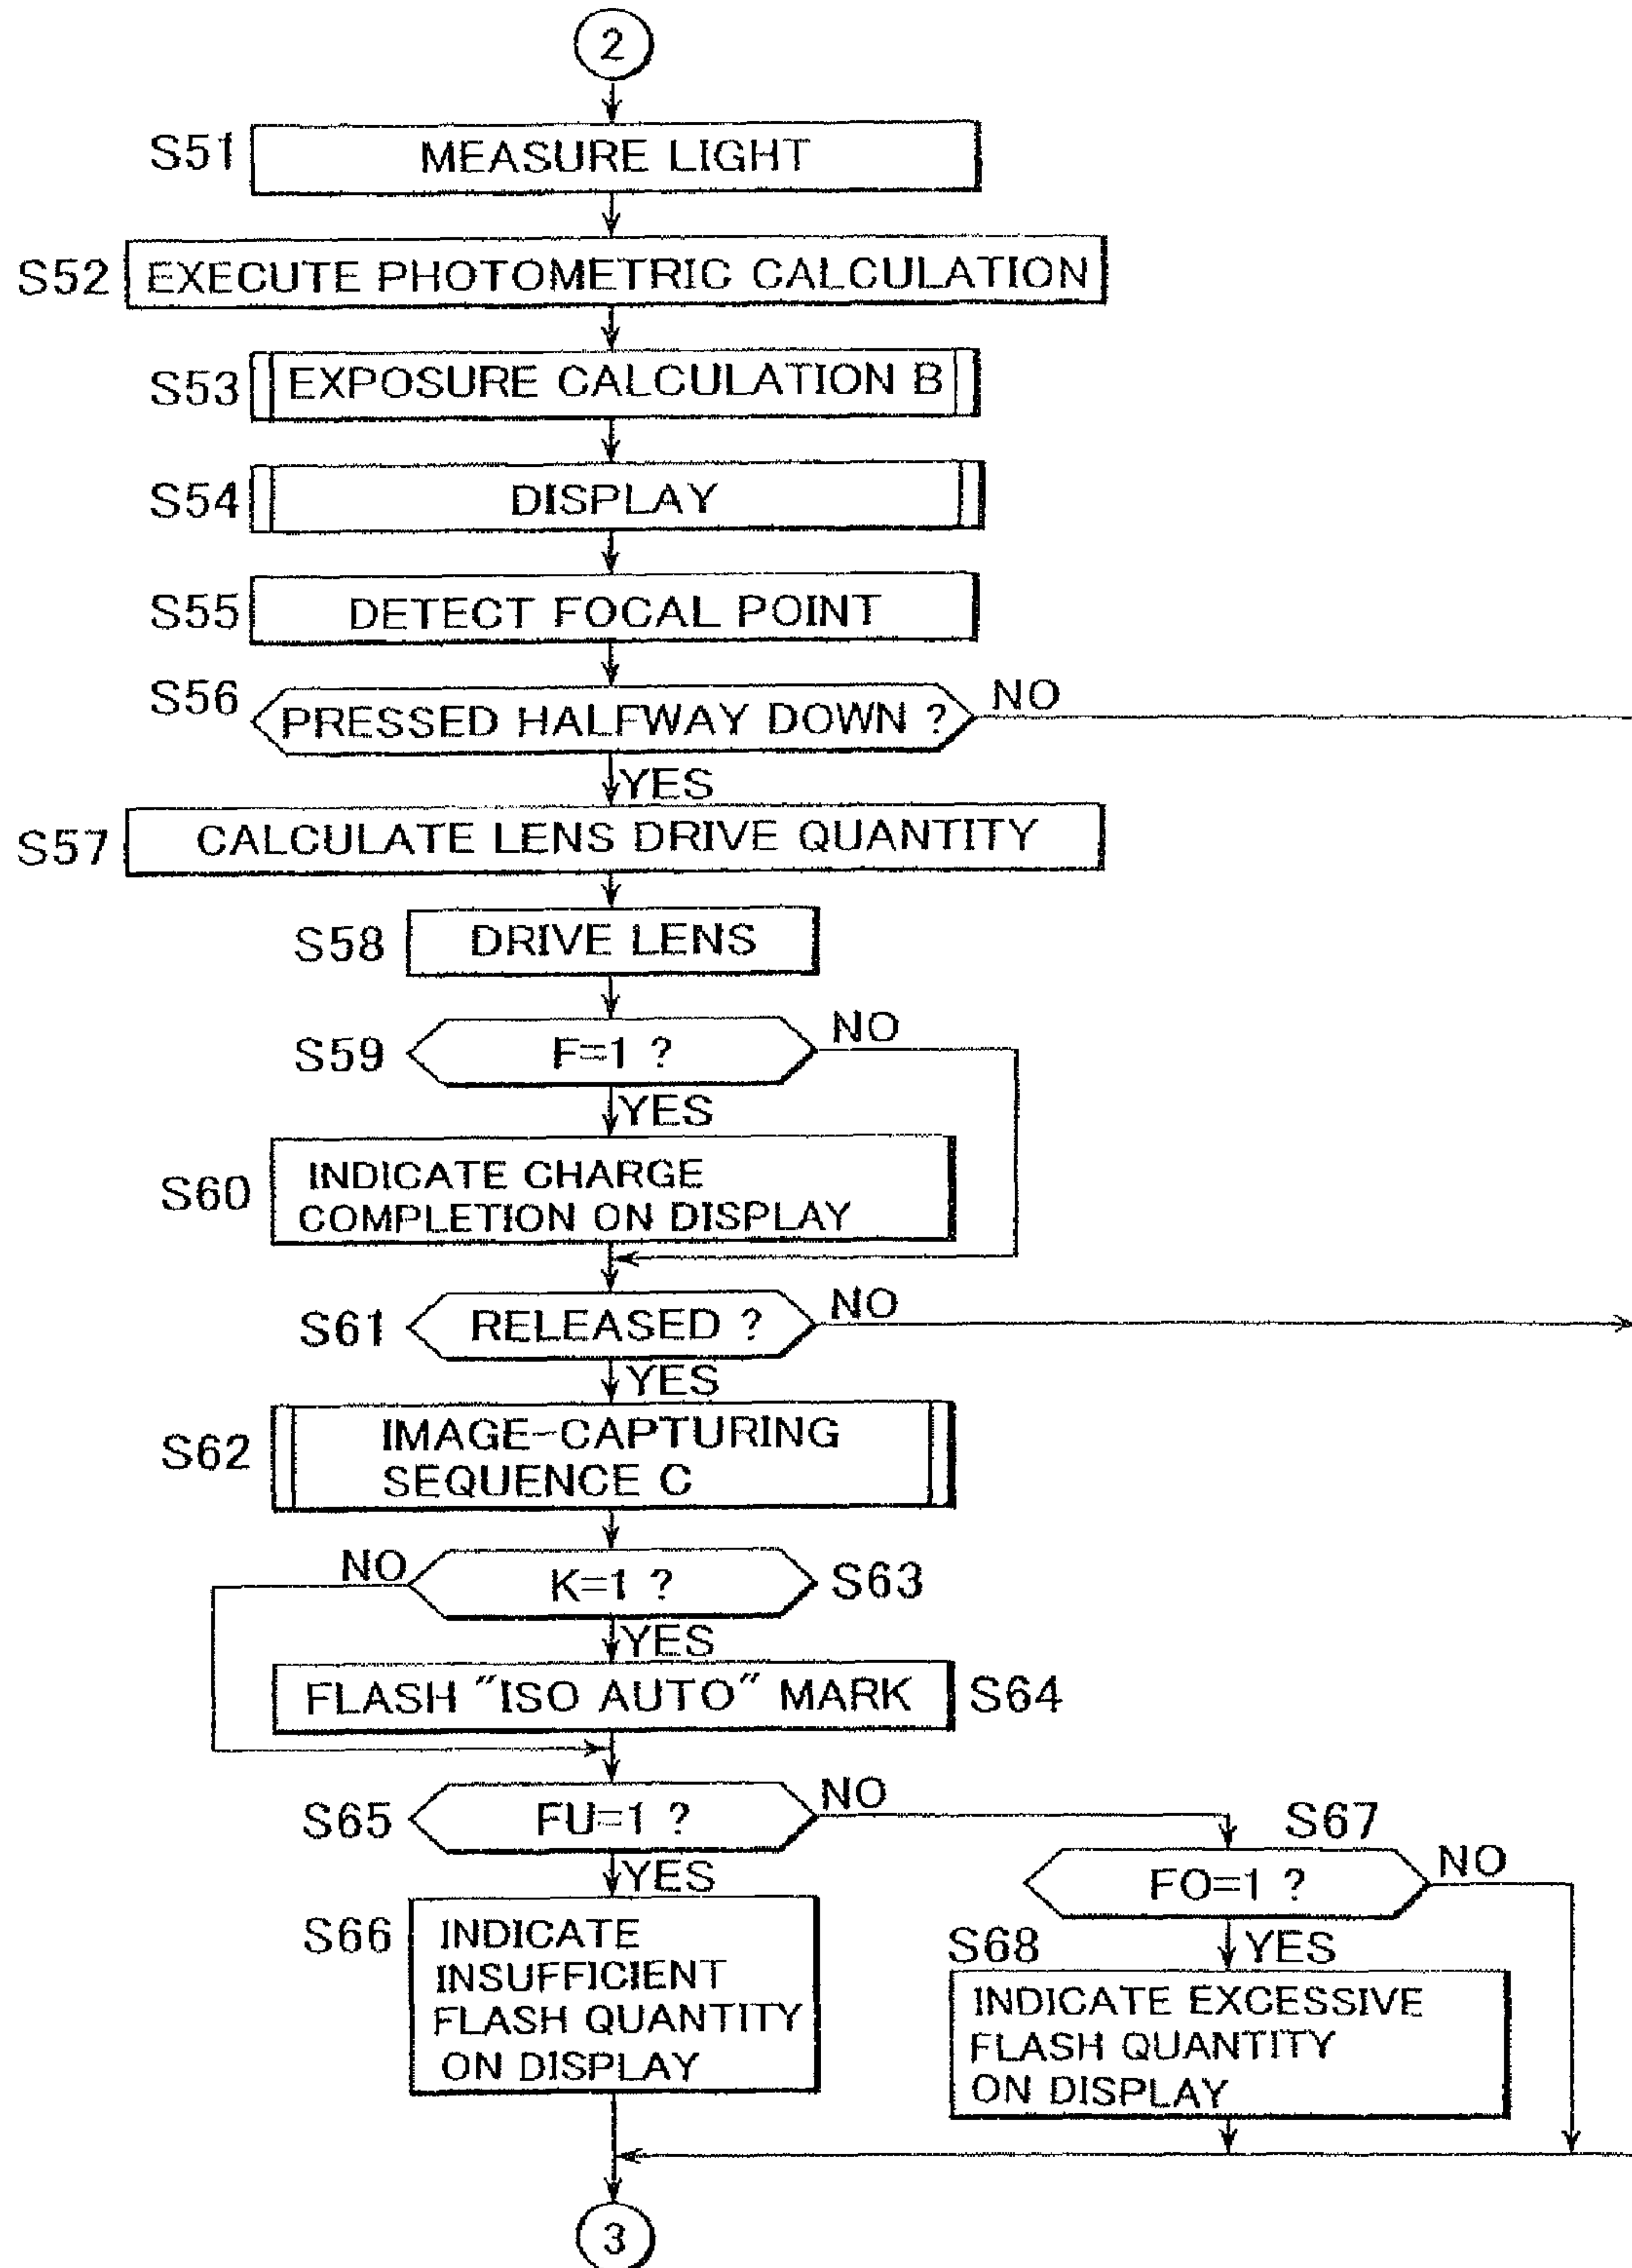 2
S51 MEASURE LIGHT
S52 EXECUTE PHOTOMETRIC CALCULATION
S53 EXPOSURE CALCULATION B
S54 DISPLAY
S55 DETECT FOCAL POINT
S56 PRESSED HALFWAY DOWN ? NO
YES
S57 CALCULATE LENS DRIVE QUANTITY
S58 DRIVE LENS
S59 F=1 ? NO
YES
S60 INDICATE CHARGE
COMPLETION ON DISPLAY
S61 RELEASED ? NO
YES
S62 IMAGE-CAPTURING
SEQUENCE C
NO K=1 ? S63
YES
FLASH "ISO AUTO" MARK S64
S65 FU=1 ? NO
YES
S66 INDICATE
INSUFFICIENT
FLASH QUANTITY
ON DISPLAY
S67
FO=1 ? NO
YES
S68 INDICATE EXCESSIVE
FLASH QUANTITY
ON DISPLAY
3